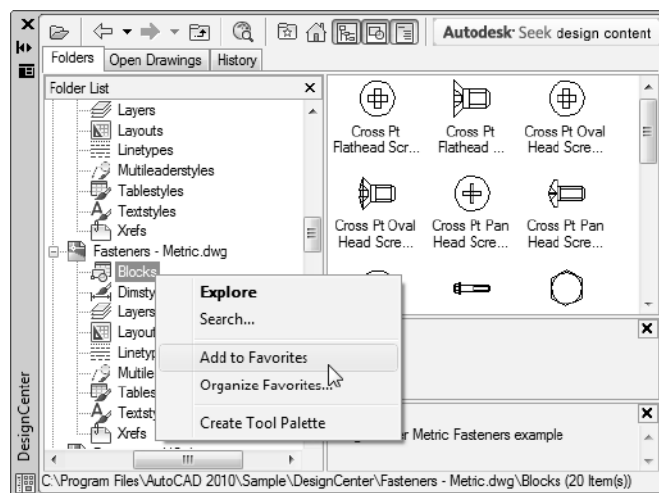 Autodesk® Seek design content
Folders
Open Drawings
History
Folder List
Layers
Layouts
Linetypes
Multileaderstyles
Tablestyles
Textstyles
Xrefs
Fasteners - Metric.dwg
Blocks
Dimsty
Layers
Layout
Linety
Multile
Tables
Textst
Xrefs
Explore
Search...
Add to Favorites
Organize Favorites...
Create Tool Palette
Cross Pt
Flathead Scr...
Cross Pt
Flathead ...
Cross Pt Oval
Head Scre...
Cross Pt Oval
Head Scre...
Cross Pt Pan
Head Scre...
Cross Pt Pan
Head Scre...
Metric Fasteners example
DesignCenter
C:\Program Files\AutoCAD 2010\Sample\DesignCenter\Fasteners - Metric.dwg\Blocks (20 Item(s))